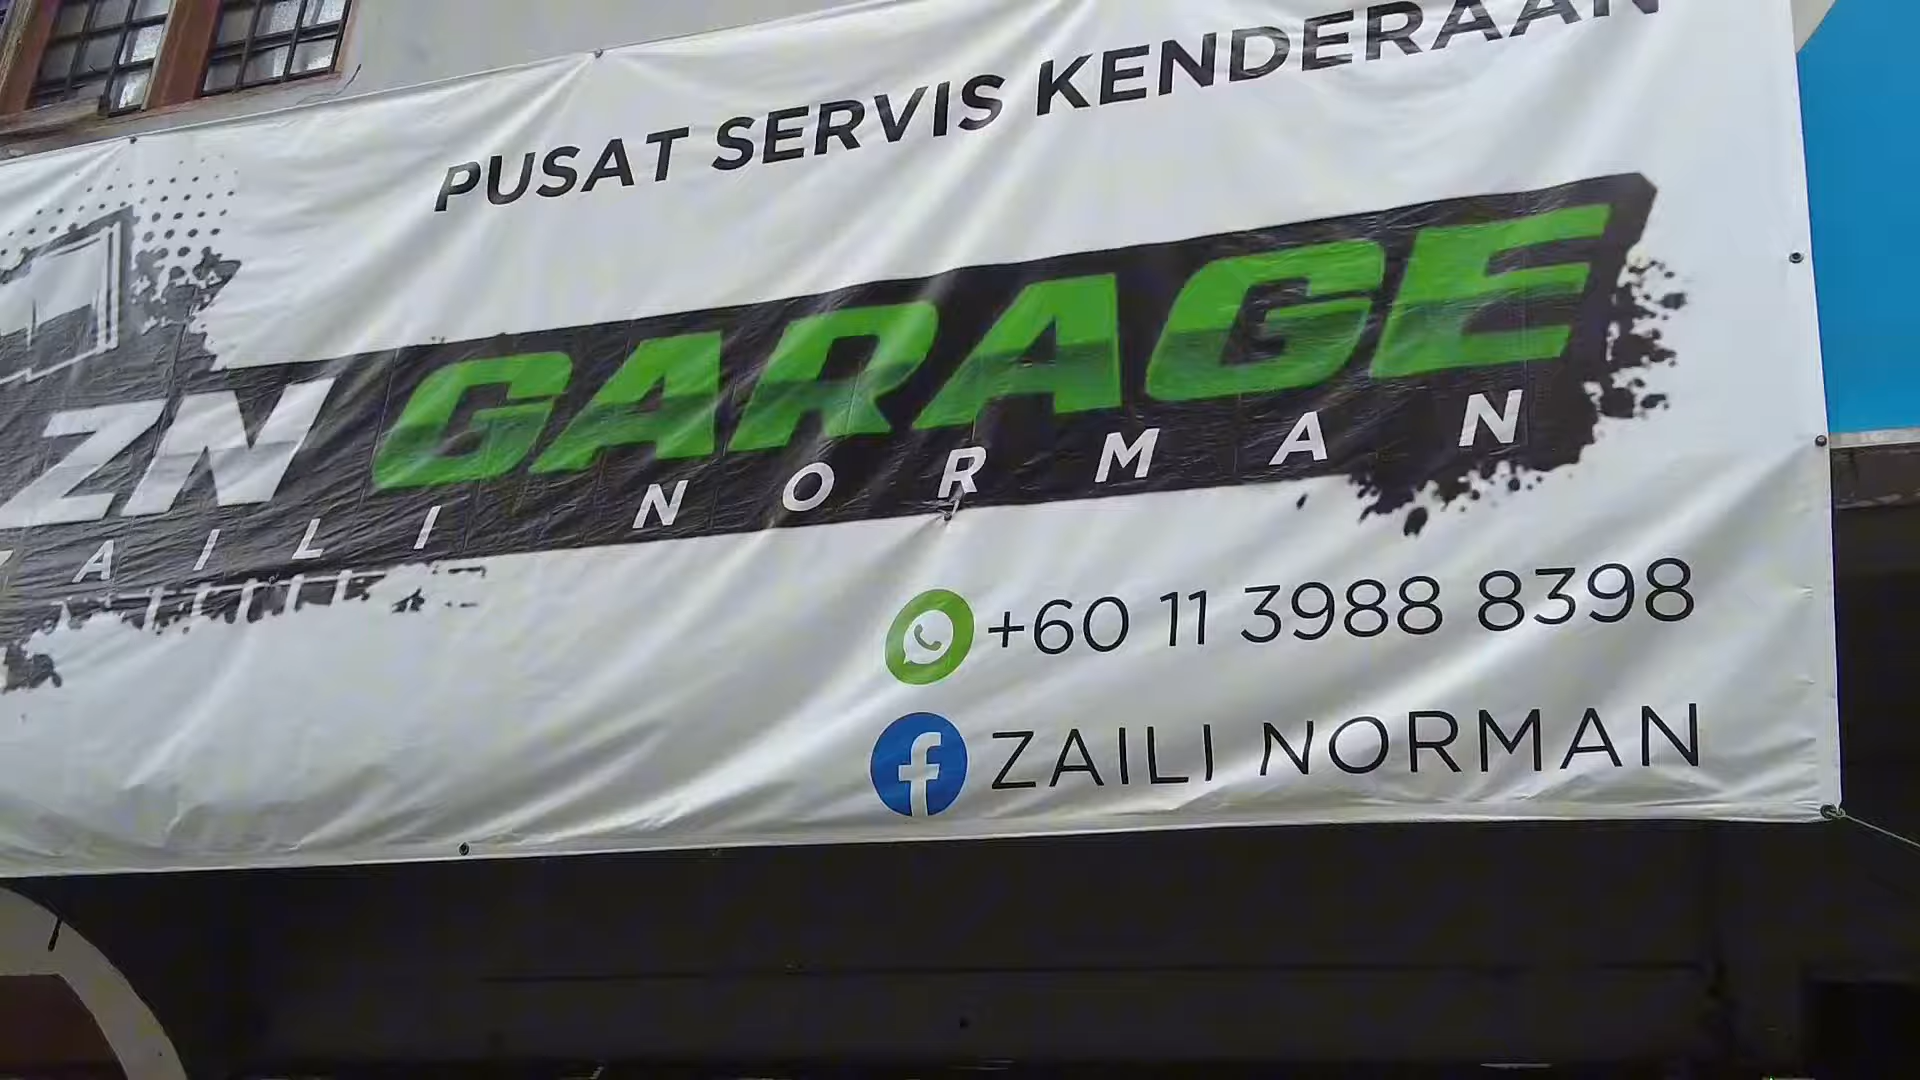 PUSAT SERVIS KENDERAAN
ZN GARAGE
ZAILI NORMAN
+60 11 3988 8398
ZAILI NORMAN